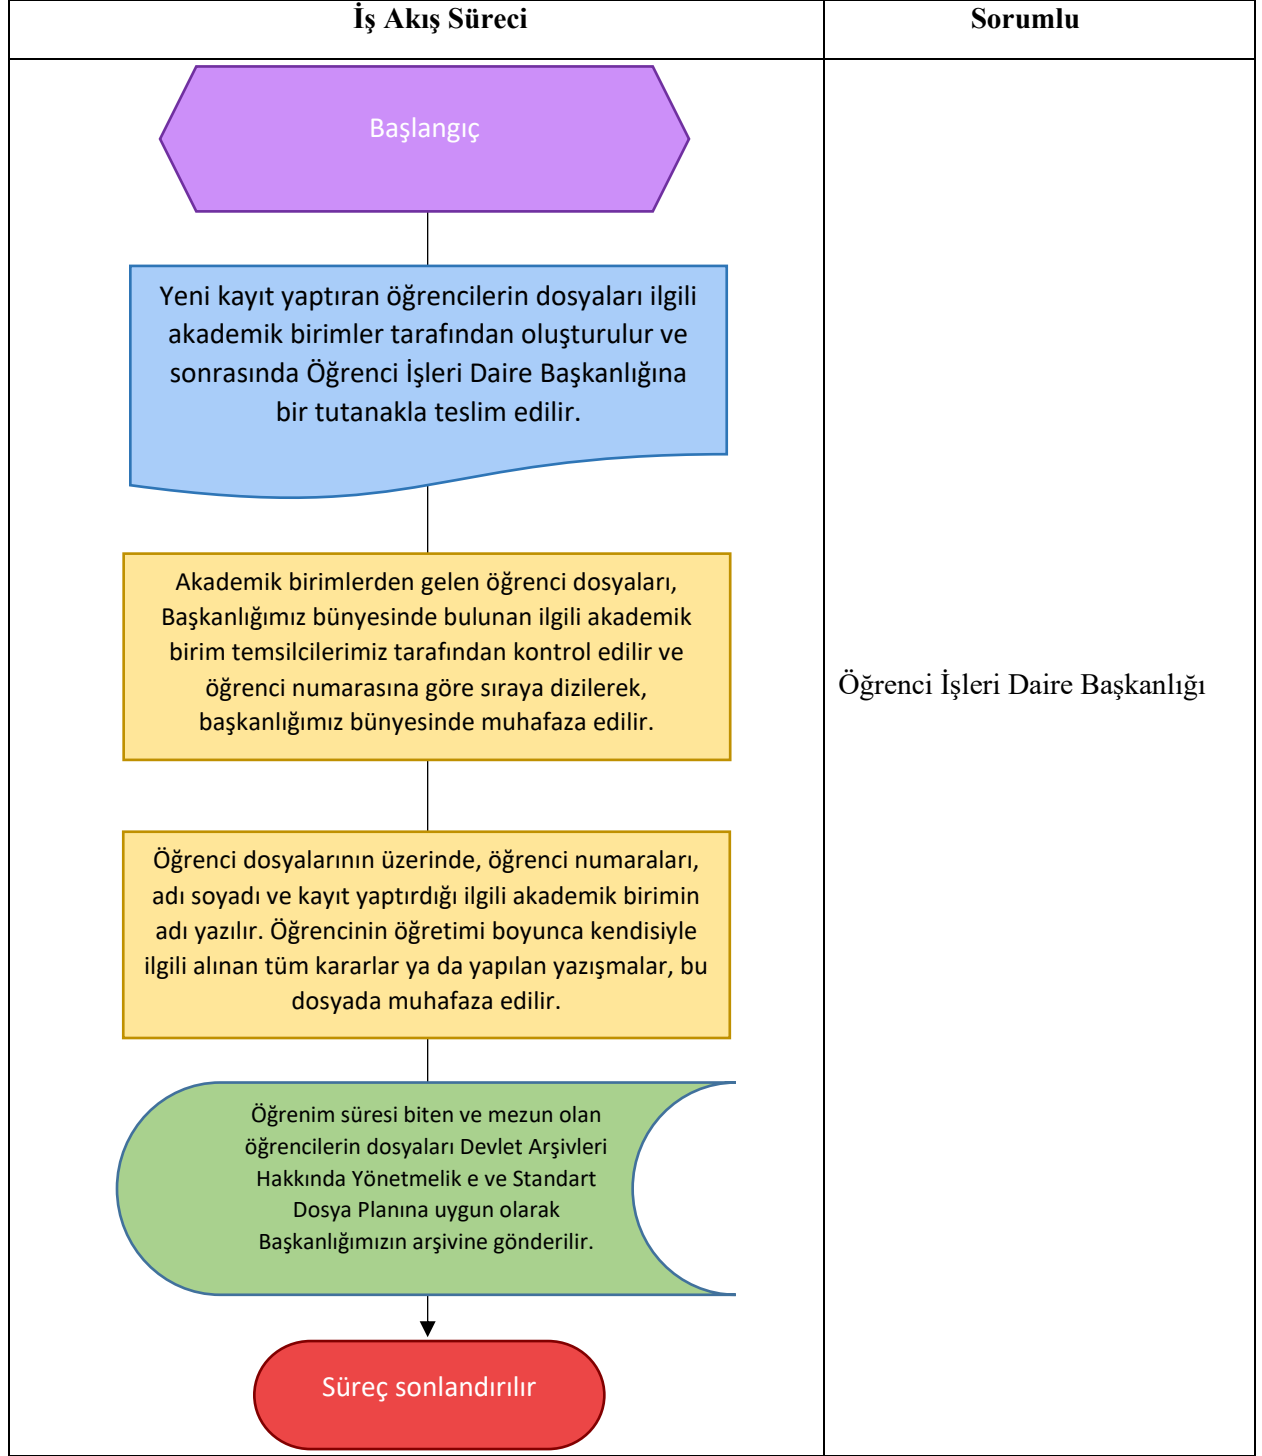 İş Akış Süreci
Sorumlu
Başlangıç
Yeni kayıt yaptıran öğrencilerin dosyaları ilgili
akademik birimler tarafından oluşturulur ve
sonrasında Öğrenci İşleri Daire Başkanlığına
bir tutanakla teslim edilir.
Akademik birimlerden gelen öğrenci dosyaları,
Başkanlığımız bünyesinde bulunan ilgili akademik
birim temsilcilerimiz tarafından kontrol edilir ve
öğrenci numarasına göre sıraya dizilerek,
başkanlığımız bünyesinde muhafaza edilir.
Öğrenci İşleri Daire Başkanlığı
Öğrenci dosyalarının üzerinde, öğrenci numaraları,
adı soyadı ve kayıt yaptırdığı ilgili akademik birimin
adı yazılır. Öğrencinin öğretimi boyunca kendisiyle
ilgili alınan tüm kararlar ya da yapılan yazışmalar, bu
dosyada muhafaza edilir.
Öğrenim süresi biten ve mezun olan
öğrencilerin dosyaları Devlet Arşivleri
Hakkında Yönetmelik e ve Standart
Dosya Planına uygun olarak
Başkanlığımızın arşivine gönderilir.
Süreç sonlandırılır